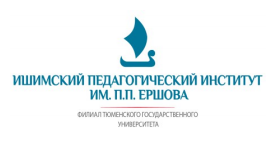 ИШИМСКИЙ ПЕДАГОГИЧЕСКИЙ ИНСТИТУТ
ИМ. П.П. ЕРШОВА
ФИЛИАЛ ТЮМЕНСКОГО ГОСУДАРСТВЕННОГО
УНИВЕРСИТЕТА